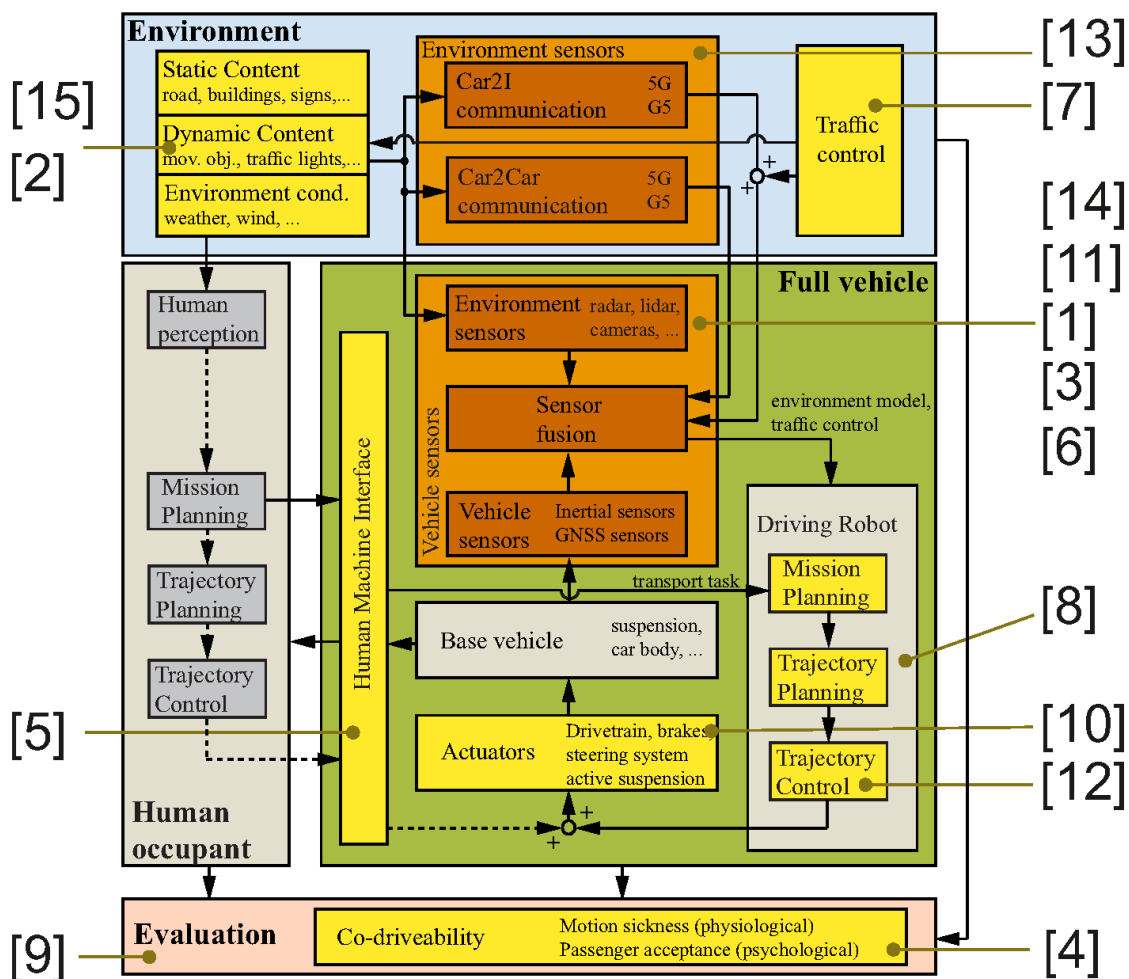 Environment
Static Content
road, buildings, signs,...
Dynamic Content
mov. obj., traffic lights,...
Environment cond.
weather, wind, ...
Environment sensors
Car2I
communication
5G
G5
Car2Car
communication
5G
G5
Traffic
control
+
+
[15]
[2]
[13]
[7]
[14]
[11]
[1]
[3]
[6]
Human
perception
Mission
Planning
Trajectory
Planning
Trajectory
Control
Human
occupant
[5]
Full vehicle
Human Machine Interface
Vehicle sensors
Environment
sensors
radar, lidar,
cameras, ...
Sensor
fusion
Vehicle
sensors
Inertial sensors
GNSS sensors
environment model,
traffic control
transport task
Base vehicle
suspension,
car body, ...
Actuators
Drivetrain, brakes,
steering system
active suspension
+
+
Driving Robot
Mission
Planning
Trajectory
Planning
Trajectory
Control
[8]
[10]
[12]
Evaluation
Co-driveability
Motion sickness (physiological)
Passenger acceptance (psychological)
[9]
[4]